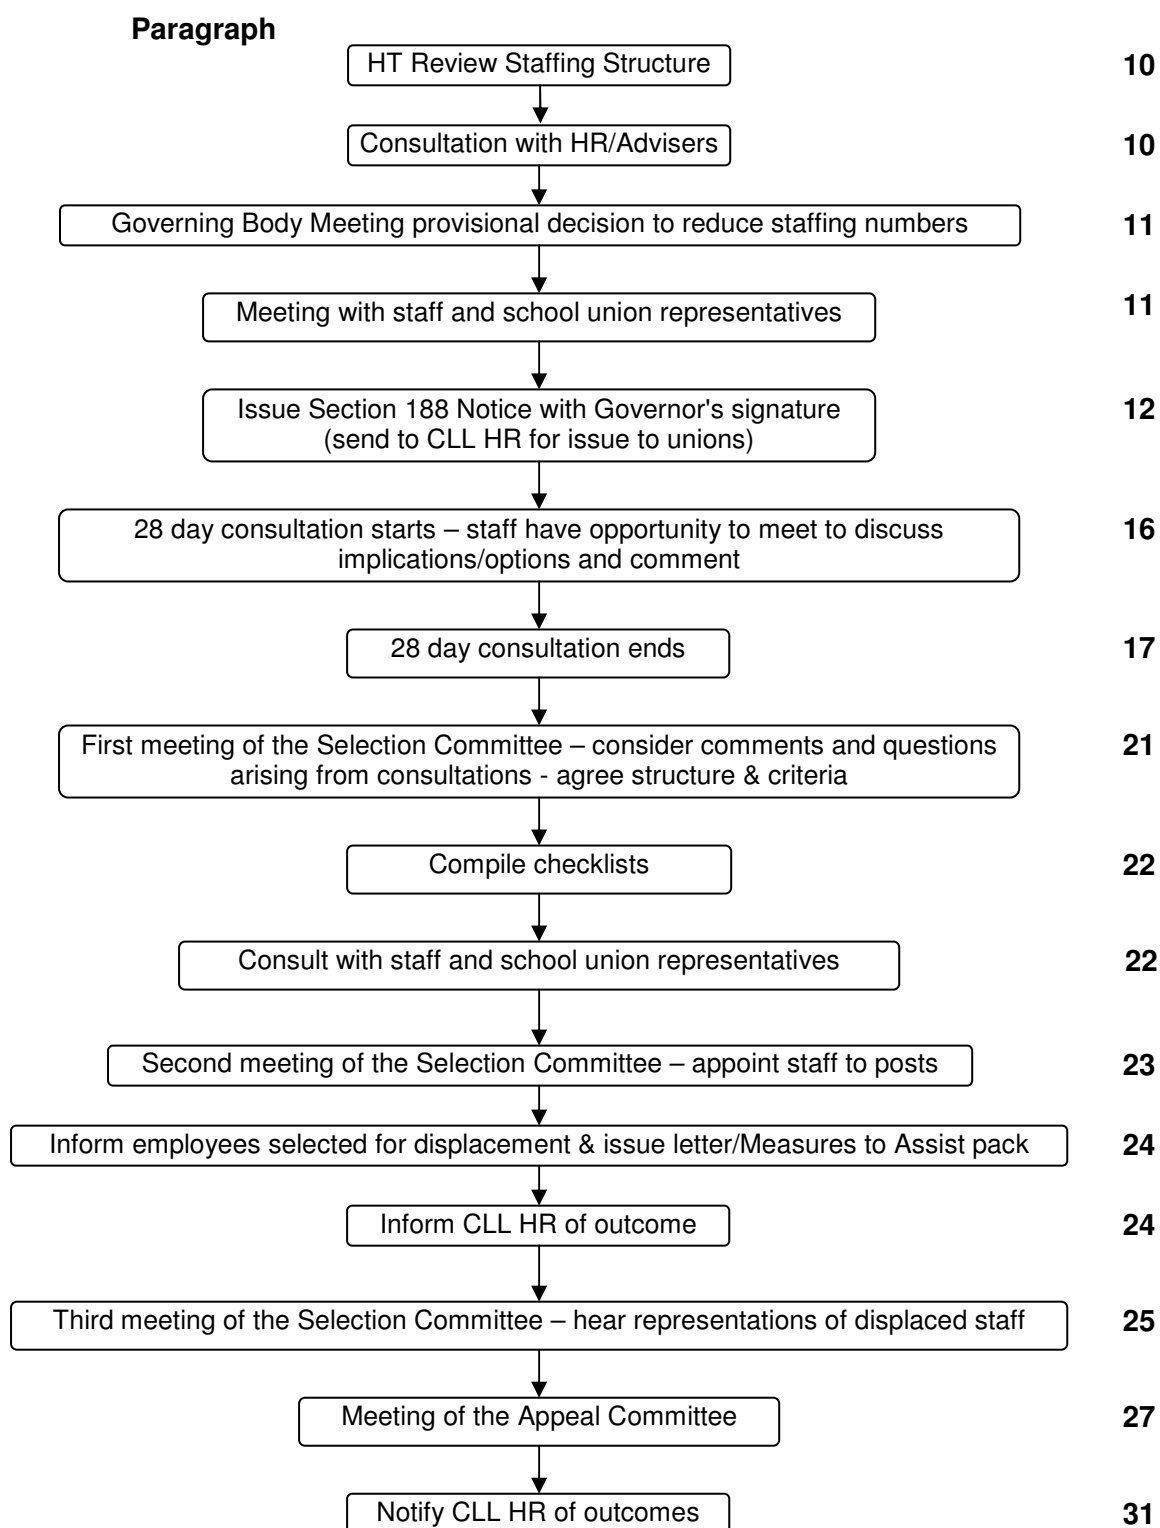 Paragraph
HT Review Staffing Structure
10
Consultation with HR/Advisers
10
Governing Body Meeting provisional decision to reduce staffing numbers
11
Meeting with staff and school union representatives
11
Issue Section 188 Notice with Governor's signature
(send to CLL HR for issue to unions)
12
28 day consultation starts – staff have opportunity to meet to discuss
implications/options and comment
16
28 day consultation ends
17
First meeting of the Selection Committee – consider comments and questions
arising from consultations - agree structure & criteria
21
Compile checklists
22
Consult with staff and school union representatives
22
Second meeting of the Selection Committee – appoint staff to posts
23
Inform employees selected for displacement & issue letter/Measures to Assist pack
24
Inform CLL HR of outcome
24
Third meeting of the Selection Committee – hear representations of displaced staff
25
Meeting of the Appeal Committee
27
Notify CLL HR of outcomes
31